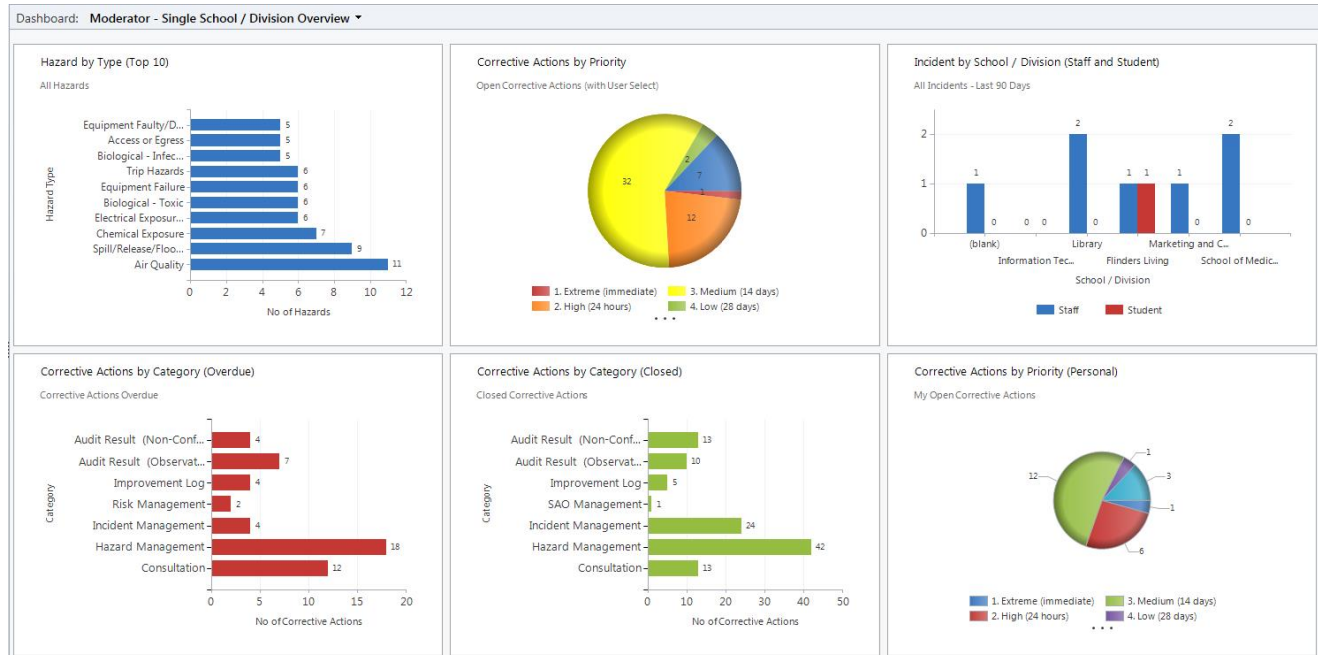 Dashboard: Moderator - Single School / Division Overview
Hazard by Type (Top 10)
All Hazards
Hazard Type
Equipment Faulty/D... 5
Access or Egress 5
Biological - Infec... 5
Trip Hazards 6
Equipment Failure 6
Biological - Toxic 6
Electrical Exposur... 6
Chemical Exposure 7
Spill/Release/Floo... 9
Air Quality 11
0 2 4 6 8 10 12
No of Hazards
Corrective Actions by Priority
Open Corrective Actions (with User Select)
2
7
32
1
12
1. Extreme (immediate) 3. Medium (14 days)
2. High (24 hours) 4. Low (28 days)
• • •
Incident by School / Division (Staff and Student)
All Incidents - Last 90 Days
2
1
0
1 0 0 0 2 0 1 1 1 0 2 0
(blank) Library Marketing and C...
Information Tec... Flinders Living School of Medic...
School / Division
Staff Student
Corrective Actions by Category (Overdue)
Corrective Actions Overdue
Category
Audit Result (Non-Conf... 4
Audit Result (Observat... 7
Improvement Log 4
Risk Management 2
Incident Management 4
Hazard Management 18
Consultation 12
0 5 10 15 20
No of Corrective Actions
Corrective Actions by Category (Closed)
Closed Corrective Actions
Category
Audit Result (Non-Conf... 13
Audit Result (Observat... 10
Improvement Log 5
SAO Management 1
Incident Management 24
Hazard Management 42
Consultation 13
0 10 20 30 40 50
No of Corrective Actions
Corrective Actions by Priority (Personal)
My Open Corrective Actions
1
12
3
1
6
1. Extreme (immediate) 3. Medium (14 days)
2. High (24 hours) 4. Low (28 days)
• • •